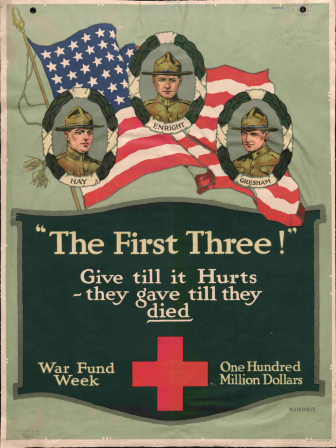 ENRIGHT
HAY
GRESHAM
"The First Three!"
Give till it Hurts
~they gave till they
died
War Fund
Week
One Hundred
Million Dollars